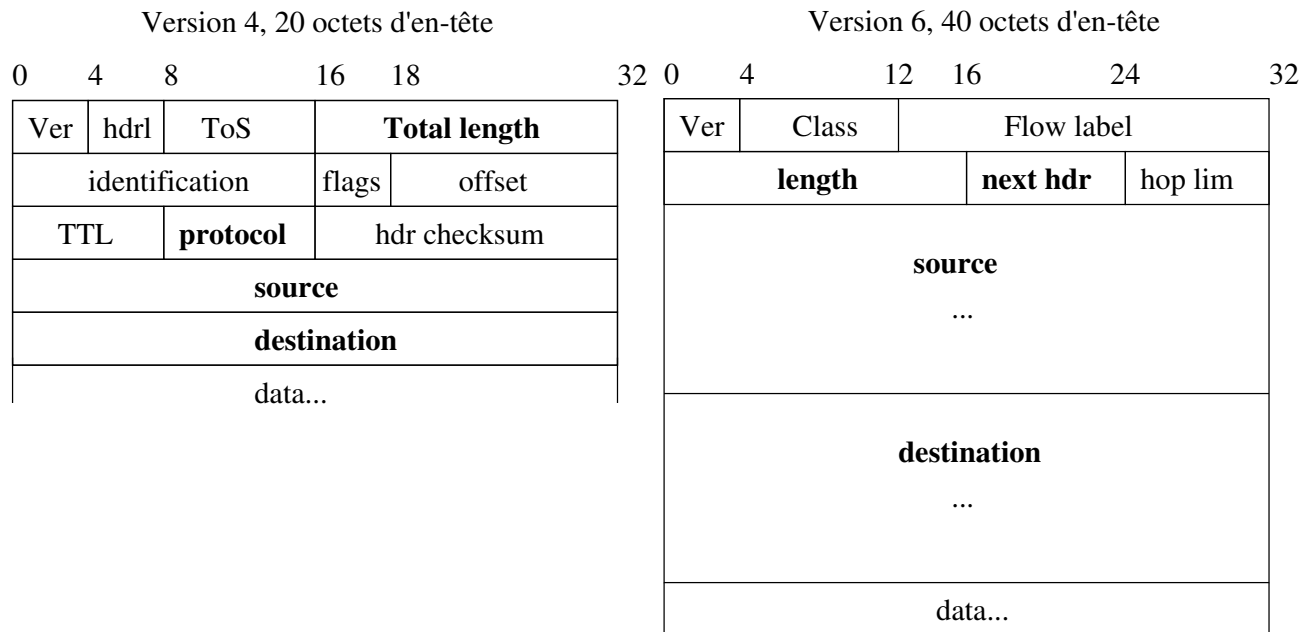 Version 4, 20 octets d'en-tête
0 4 8 16 18 32
Ver hdrl ToS Total length
identification flags offset
TTL protocol hdr checksum
source
destination
data...
Version 6, 40 octets d'en-tête
0 4 12 16 24 32
Ver Class Flow label
length next hdr hop lim
source
...
destination
...
data...